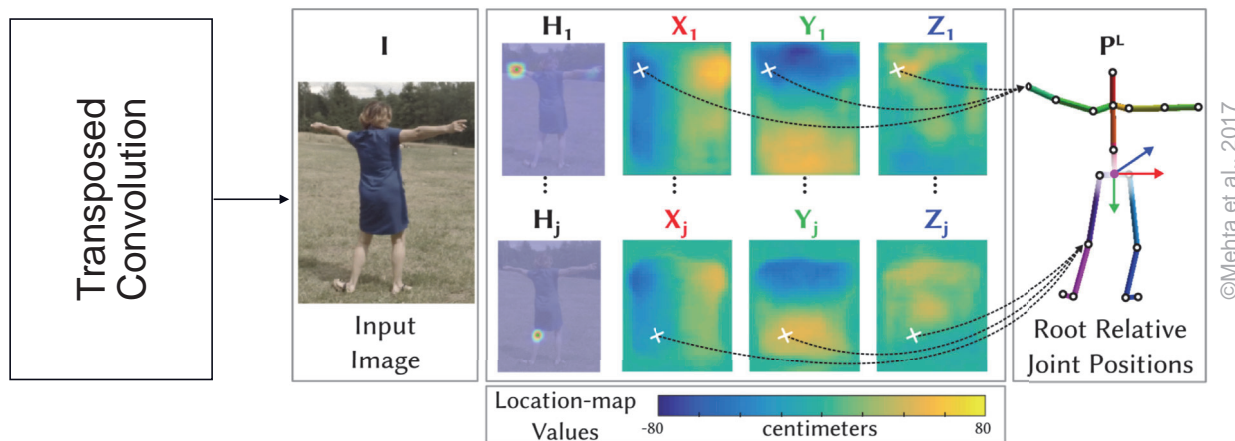 Transposed
Convolution
I
Input
Image
H1 X1 Y1 Z1
Hj Xj Yj Zj
Location-map
Values
-80 centimeters 80
PL
Root Relative
Joint Positions
©Mehta et al., 2017